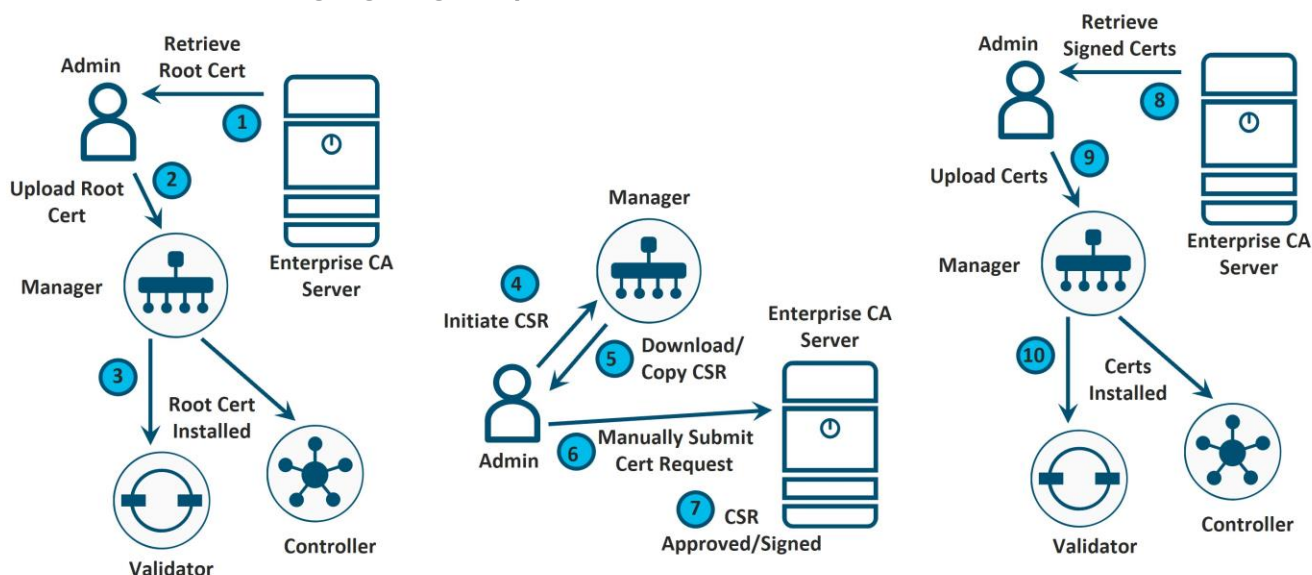 Retrieve
Root Cert
Admin
1
2
Upload Root
Cert
Manager
Enterprise CA
Server
3
Root Cert
Installed
Controller
Validator
Manager
4
Initiate CSR
5
Download/
Copy CSR
Enterprise CA
Server
Admin
6
Manually Submit
Cert Request
7
CSR
Approved/Signed
Retrieve
Signed Certs
Admin
8
9
Upload Certs
Manager
Enterprise CA
Server
10
Certs
Installed
Controller
Validator